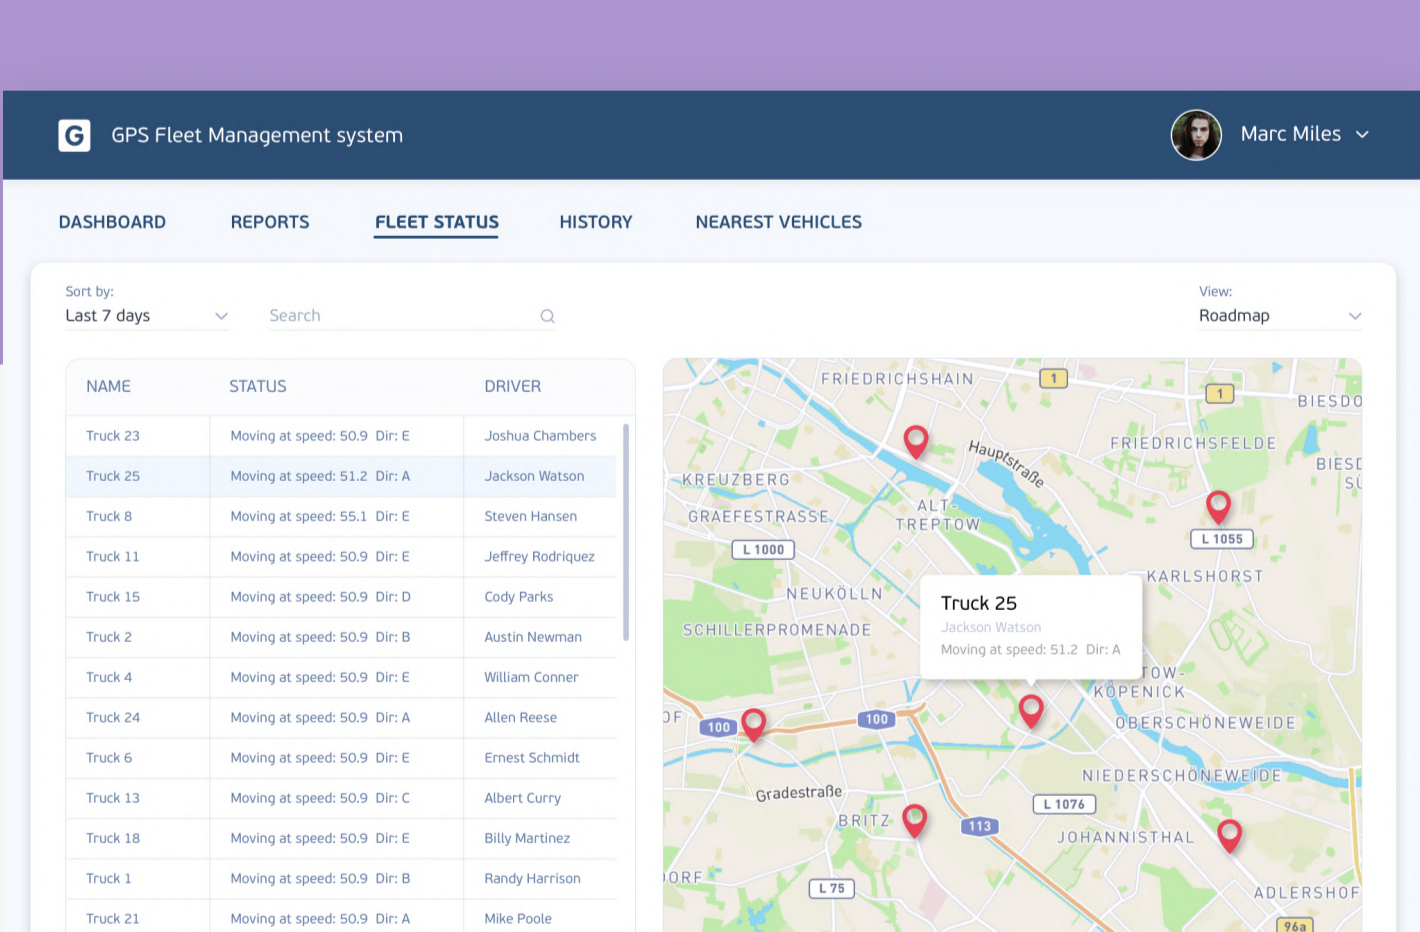 G GPS Fleet Management system
Marc Miles
DASHBOARD REPORTS FLEET STATUS HISTORY NEAREST VEHICLES
Sort by:
Last 7 days
Search
View:
Roadmap
NAME STATUS DRIVER
Truck 23 Moving at speed: 50.9 Dir: E Joshua Chambers
Truck 25 Moving at speed: 51.2 Dir: A Jackson Watson
Truck 8 Moving at speed: 55.1 Dir: E Steven Hansen
Truck 11 Moving at speed: 50.9 Dir: E Jeffrey Rodriquez
Truck 15 Moving at speed: 50.9 Dir: D Cody Parks
Truck 2 Moving at speed: 50.9 Dir: B Austin Newman
Truck 4 Moving at speed: 50.9 Dir: E William Conner
Truck 24 Moving at speed: 50.9 Dir: A Allen Reese
Truck 6 Moving at speed: 50.9 Dir: E Ernest Schmidt
Truck 13 Moving at speed: 50.9 Dir: C Albert Curry
Truck 18 Moving at speed: 50.9 Dir: E Billy Martinez
Truck 1 Moving at speed: 50.9 Dir: B Randy Harrison
Truck 21 Moving at speed: 50.9 Dir: A Mike Poole
FRIEDRICHSHAIN
1
1
BIESDO
FRIEDRICHSFELDE
Hauptstraße
BIESD
SÜ
KREUZBERG
GRAEFESTRASSE
ALT-
TREPTOW
L 1000
L 1055
KARLSHORST
NEUKÖLLN
SCHILLERPROMENADE
Truck 25
Jackson Watson
Moving at speed: 51.2 Dir: A
TOW-
KÖPENICK
OF
100
100
OBERSCHÖNEWEIDE
NIEDERSCHÖNEWEIDE
Gradestraße
L 1076
BRITZ
113
JOHANNISTHAL
ORF
L 75
ADLERSHOF
96a